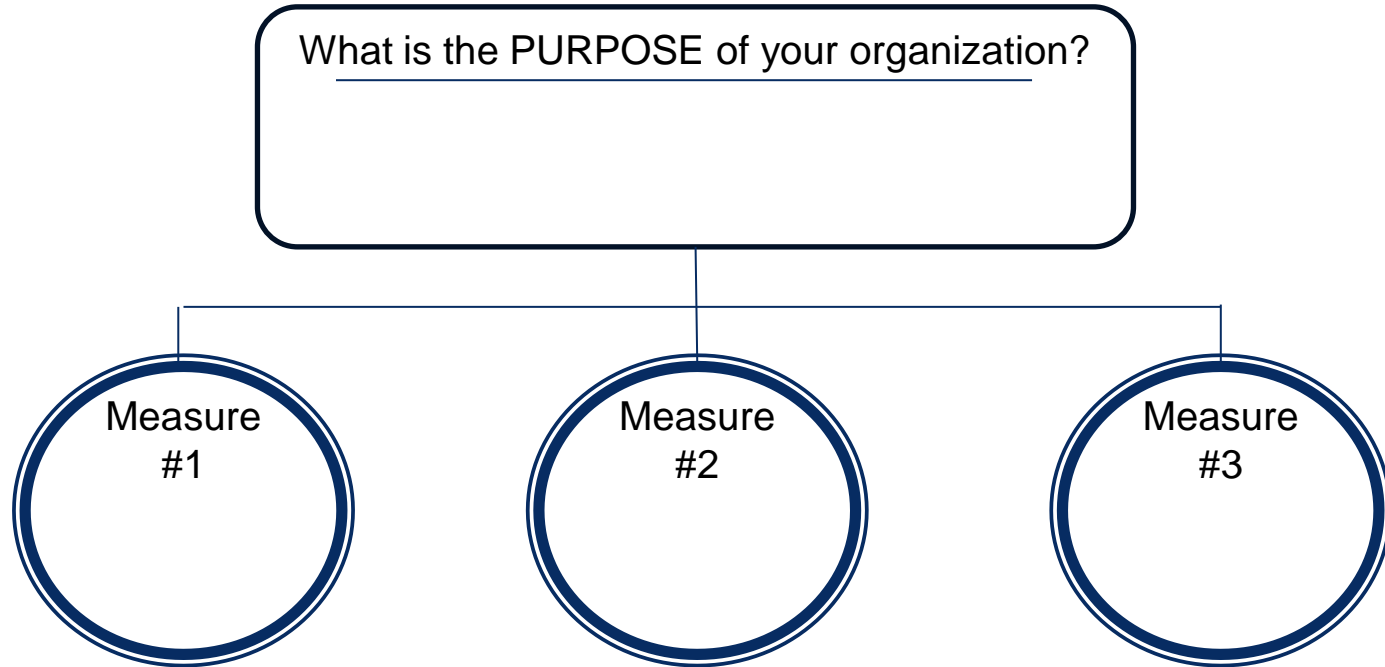 What is the PURPOSE of your organization?
Measure
#1
Measure
#2
Measure
#3